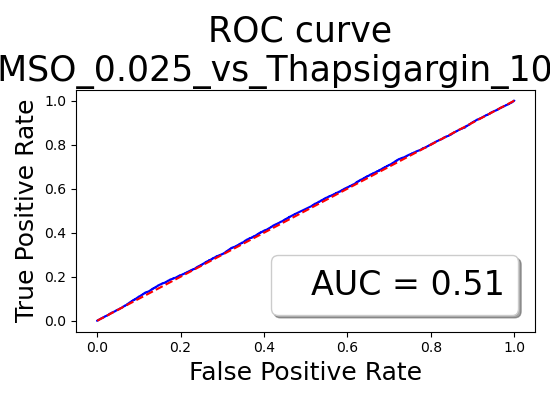 ROC curve
MSO_0.025_vs_Thapsigargin_10
True Positive Rate
1.0
0.8
0.6
0.4
0.2
0.0
AUC = 0.51
0.0 0.2 0.4 0.6 0.8 1.0
False Positive Rate